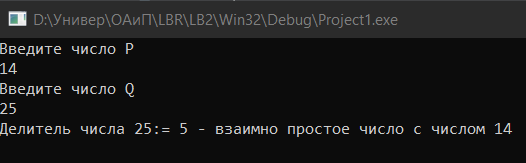 D:\Универ\ОАиП\LBR\LB2\Win32\Debug\Project1.exe
Введите число P
14
Введите число Q
25
Делитель числа 25:= 5 - взаимно простое число с числом 14